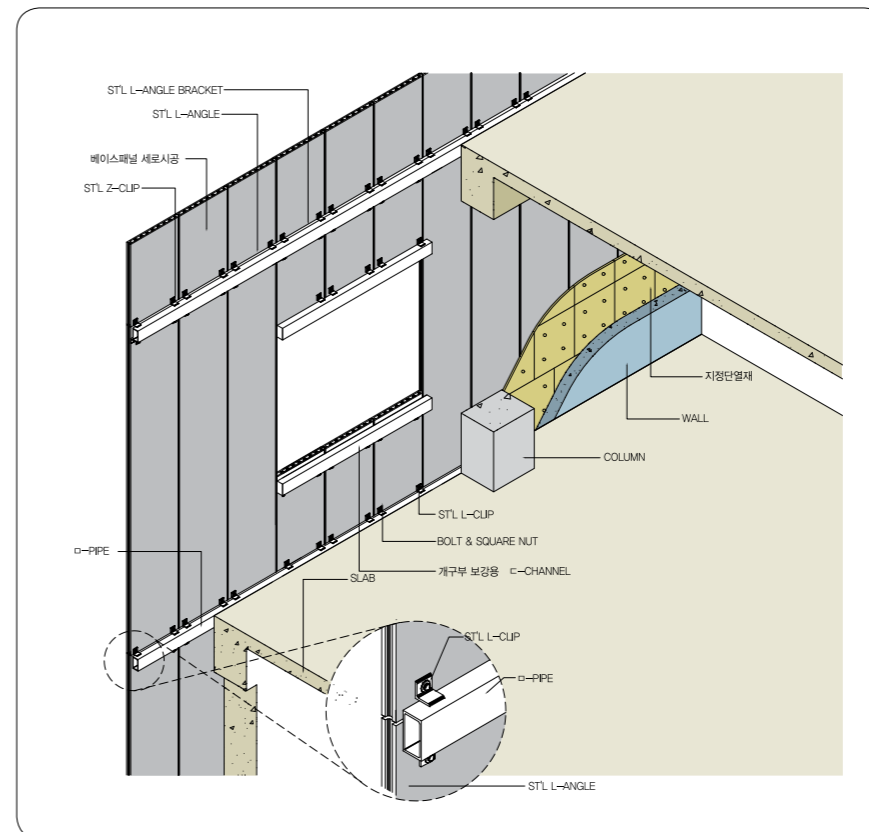 ST'L L-ANGLE BRACKET
ST'L L-ANGLE
베이스패널 세로시공
ST'L Z-CLIP
지정단열재
WALL
COLUMN
ST'L L-CLIP
BOLT & SQUARE NUT
ㅁ-PIPE
SLAB
개구부 보강용 ㄷ-CHANNEL
ST'L L-CLIP
ㅁ-PIPE
ST'L L-ANGLE